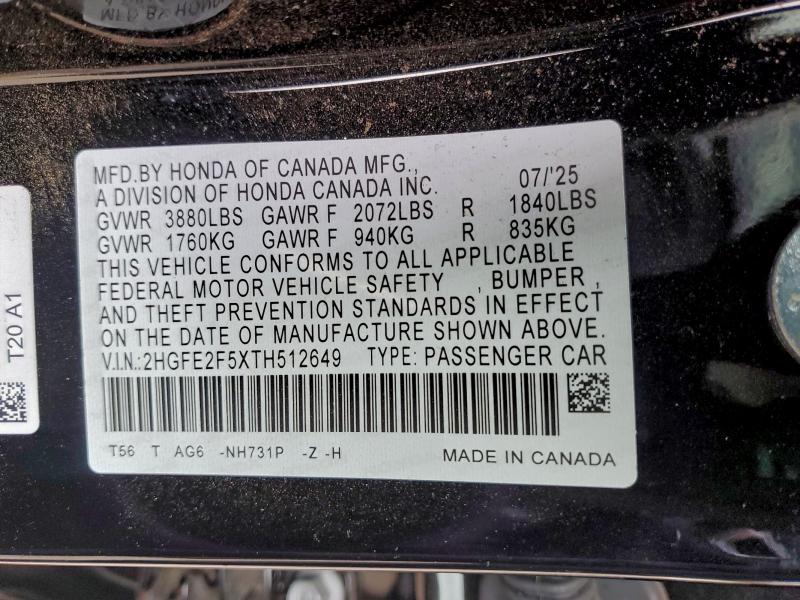 MFD.BY HONDA OF CANADA MFG.,
A DIVISION OF HONDA CANADA INC. 07/'25
GVWR 3880LBS GAWR F 2072LBS R 1840LBS
GVWR 1760KG GAWR F 940KG R 835KG
THIS VEHICLE CONFORMS TO ALL APPLICABLE
FEDERAL MOTOR VEHICLE SAFETY , BUMPER ,
AND THEFT PREVENTION STANDARDS IN EFFECT
ON THE DATE OF MANUFACTURE SHOWN ABOVE.
V.I.N.:2HGFE2F5XTH512649 TYPE: PASSENGER CAR
T56 T AG6 -NH731P -Z -H
MADE IN CANADA
T20 A1